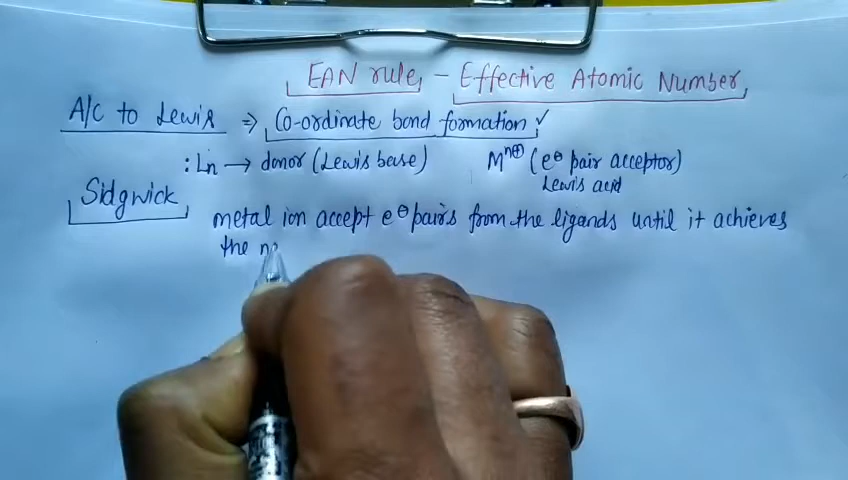 EAN rule, - Effective Atomic Number,
A/c to Lewis ⇒ Co-ordinate bond formation ✓
:Ln → donor (Lewis base) Mⁿ⊕ (e⊖ pair acceptor)
Lewis acid
Sidgwick
metal ion accept e⊖ pairs from the ligands until it achieves
the